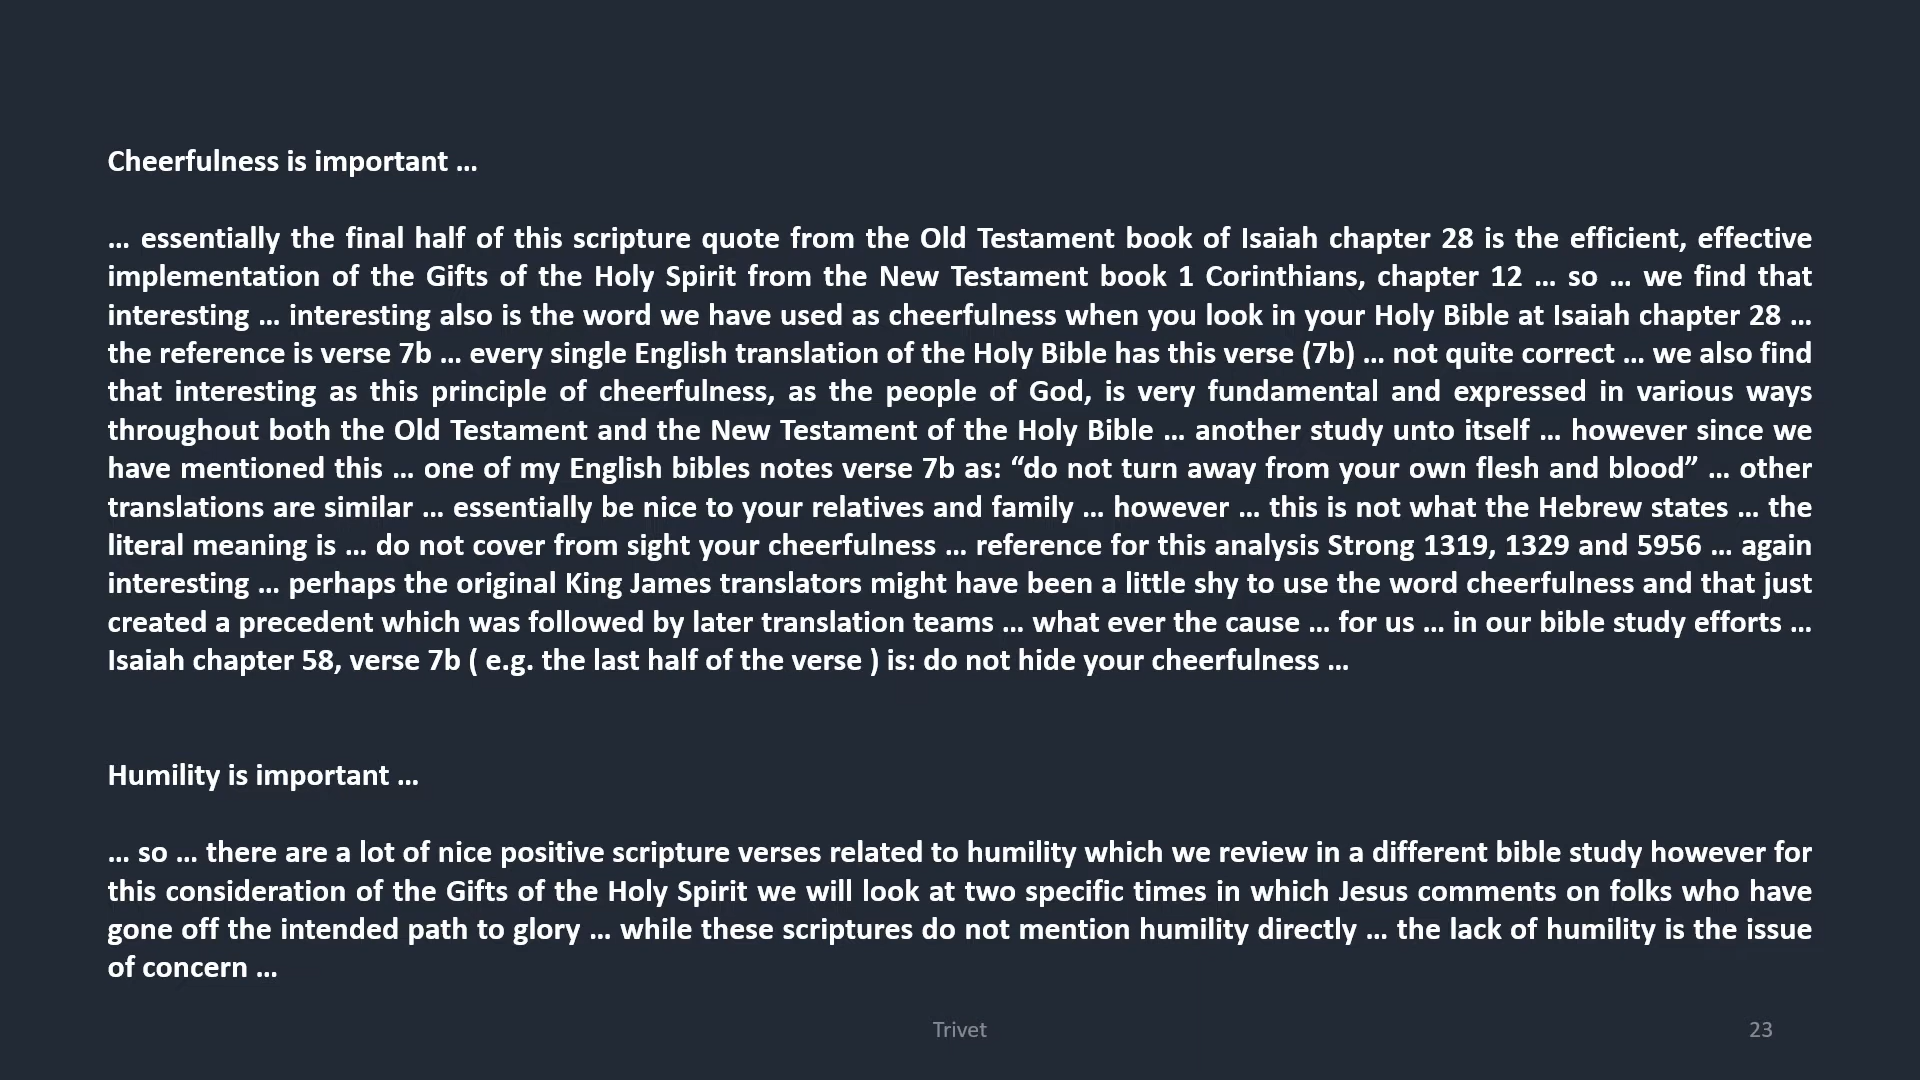 Cheerfulness is important …
… essentially the final half of this scripture quote from the Old Testament book of Isaiah chapter 28 is the efficient, effective
implementation of the Gifts of the Holy Spirit from the New Testament book 1 Corinthians, chapter 12 … so … we find that
interesting … interesting also is the word we have used as cheerfulness when you look in your Holy Bible at Isaiah chapter 28 …
the reference is verse 7b … every single English translation of the Holy Bible has this verse (7b) … not quite correct … we also find
that interesting as this principle of cheerfulness, as the people of God, is very fundamental and expressed in various ways
throughout both the Old Testament and the New Testament of the Holy Bible … another study unto itself … however since we
have mentioned this … one of my English bibles notes verse 7b as: “do not turn away from your own flesh and blood” … other
translations are similar … essentially be nice to your relatives and family … however … this is not what the Hebrew states … the
literal meaning is … do not cover from sight your cheerfulness … reference for this analysis Strong 1319, 1329 and 5956 … again
interesting … perhaps the original King James translators might have been a little shy to use the word cheerfulness and that just
created a precedent which was followed by later translation teams … what ever the cause … for us … in our bible study efforts …
Isaiah chapter 58, verse 7b ( e.g. the last half of the verse ) is: do not hide your cheerfulness …
Humility is important …
… so … there are a lot of nice positive scripture verses related to humility which we review in a different bible study however for
this consideration of the Gifts of the Holy Spirit we will look at two specific times in which Jesus comments on folks who have
gone off the intended path to glory … while these scriptures do not mention humility directly … the lack of humility is the issue
of concern …
Trivet
23